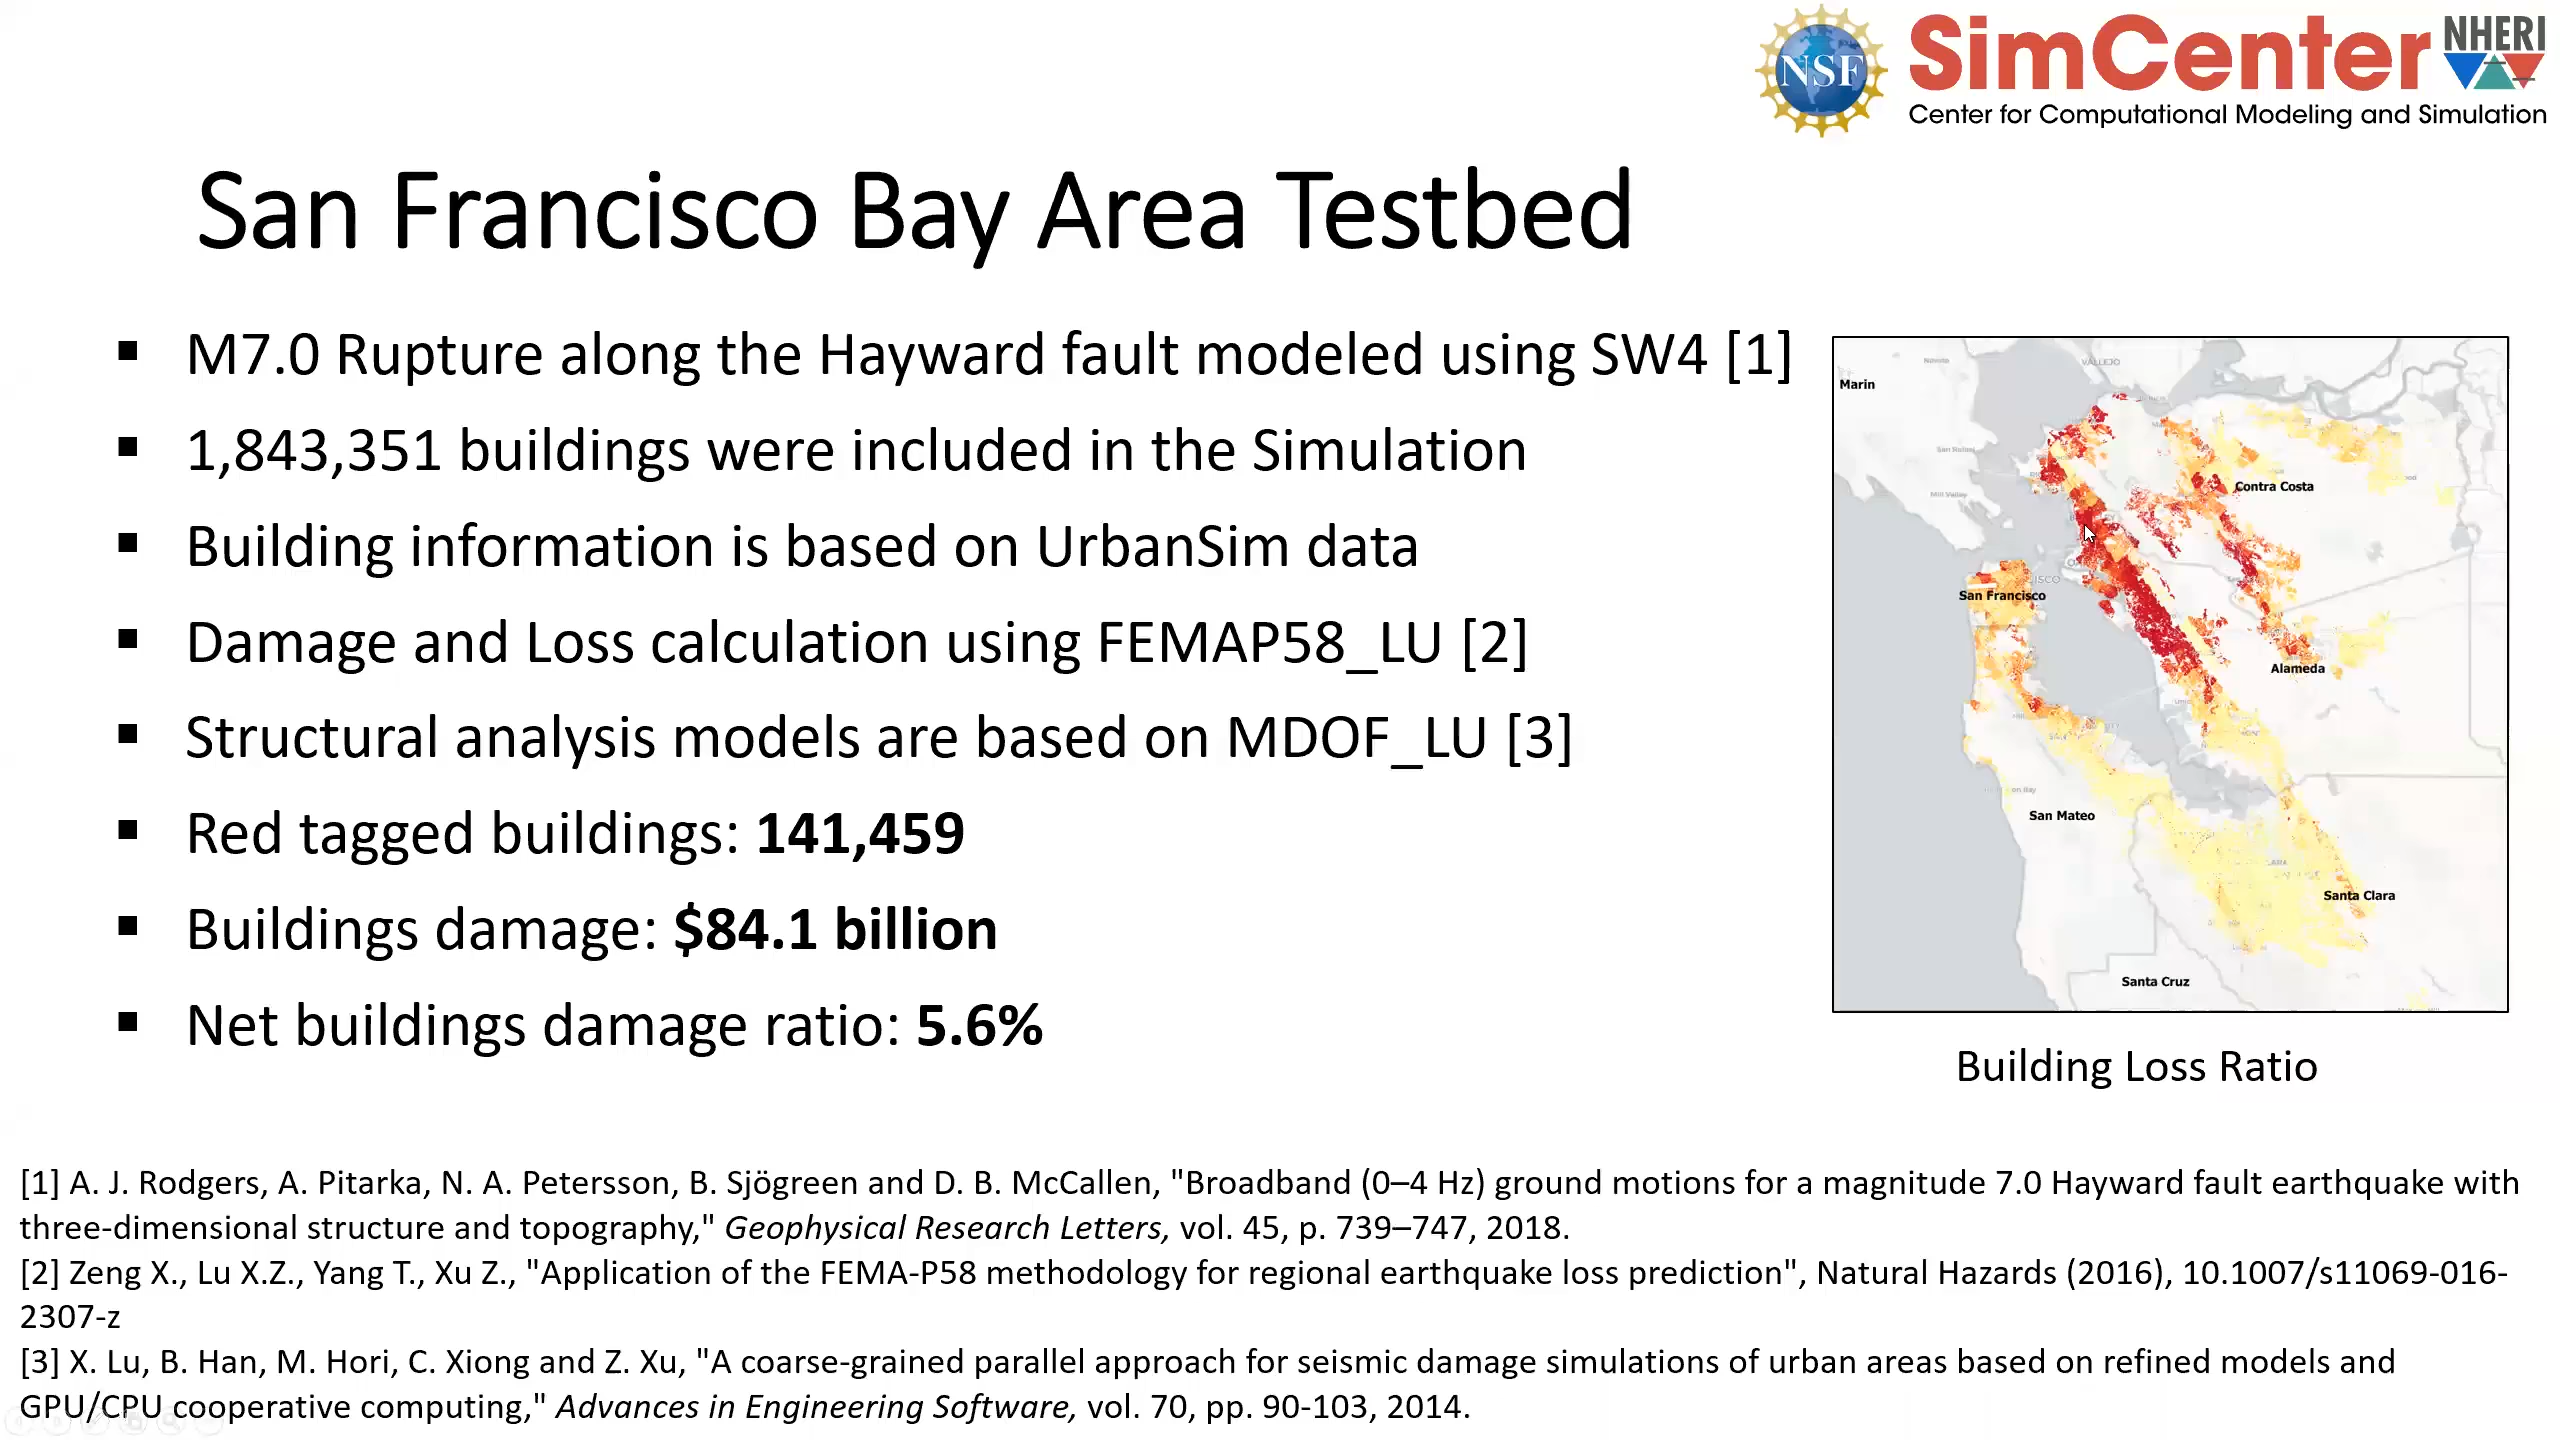 NSF
SimCenter
NHERI
Center for Computational Modeling and Simulation
San Francisco Bay Area Testbed
▪ M7.0 Rupture along the Hayward fault modeled using SW4 [1]
▪ 1,843,351 buildings were included in the Simulation
▪ Building information is based on UrbanSim data
▪ Damage and Loss calculation using FEMAP58_LU [2]
▪ Structural analysis models are based on MDOF_LU [3]
▪ Red tagged buildings: 141,459
▪ Buildings damage: $84.1 billion
▪ Net buildings damage ratio: 5.6%
Marin
VALLEJO
Contra Costa
Mill Valley
San Francisco
Alameda
San Mateo
Santa Clara
Santa Cruz
Building Loss Ratio
[1] A. J. Rodgers, A. Pitarka, N. A. Petersson, B. Sjögreen and D. B. McCallen, "Broadband (0–4 Hz) ground motions for a magnitude 7.0 Hayward fault earthquake with
three-dimensional structure and topography," Geophysical Research Letters, vol. 45, p. 739–747, 2018.
[2] Zeng X., Lu X.Z., Yang T., Xu Z., "Application of the FEMA-P58 methodology for regional earthquake loss prediction", Natural Hazards (2016), 10.1007/s11069-016-
2307-z
[3] X. Lu, B. Han, M. Hori, C. Xiong and Z. Xu, "A coarse-grained parallel approach for seismic damage simulations of urban areas based on refined models and
GPU/CPU cooperative computing," Advances in Engineering Software, vol. 70, pp. 90-103, 2014.